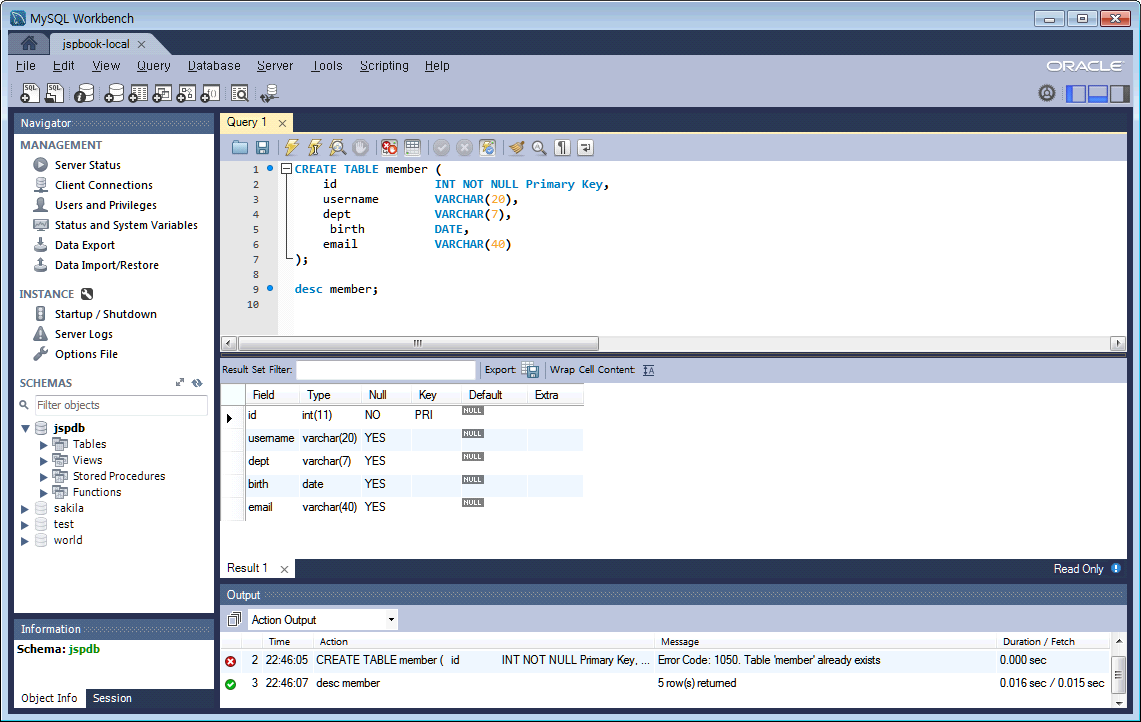 MySQL Workbench
jspbook-local
File Edit View Query Database Server Tools Scripting Help
ORACLE
Navigator
MANAGEMENT
Server Status
Client Connections
Users and Privileges
Status and System Variables
Data Export
Data Import/Restore
INSTANCE
Startup / Shutdown
Server Logs
Options File
SCHEMAS
Filter objects
jspdb
Tables
Views
Stored Procedures
Functions
sakila
test
world
Information
Schema: jspdb
Object Info Session
Query 1
1 CREATE TABLE member (
2 id INT NOT NULL Primary Key,
3 username VARCHAR(20),
4 dept VARCHAR(7),
5 birth DATE,
6 email VARCHAR(40)
7 );
8
9 desc member;
10
Result Set Filter: Export: Wrap Cell Content:
Field Type Null Key Default Extra
id int(11) NO PRI NULL
username varchar(20) YES NULL
dept varchar(7) YES NULL
birth date YES NULL
email varchar(40) YES NULL
Result 1 Read Only
Output
Action Output
Time Action Message Duration / Fetch
2 22:46:05 CREATE TABLE member ( id INT NOT NULL Primary Key, ... Error Code: 1050. Table 'member' already exists 0.000 sec
3 22:46:07 desc member 5 row(s) returned 0.016 sec / 0.015 sec